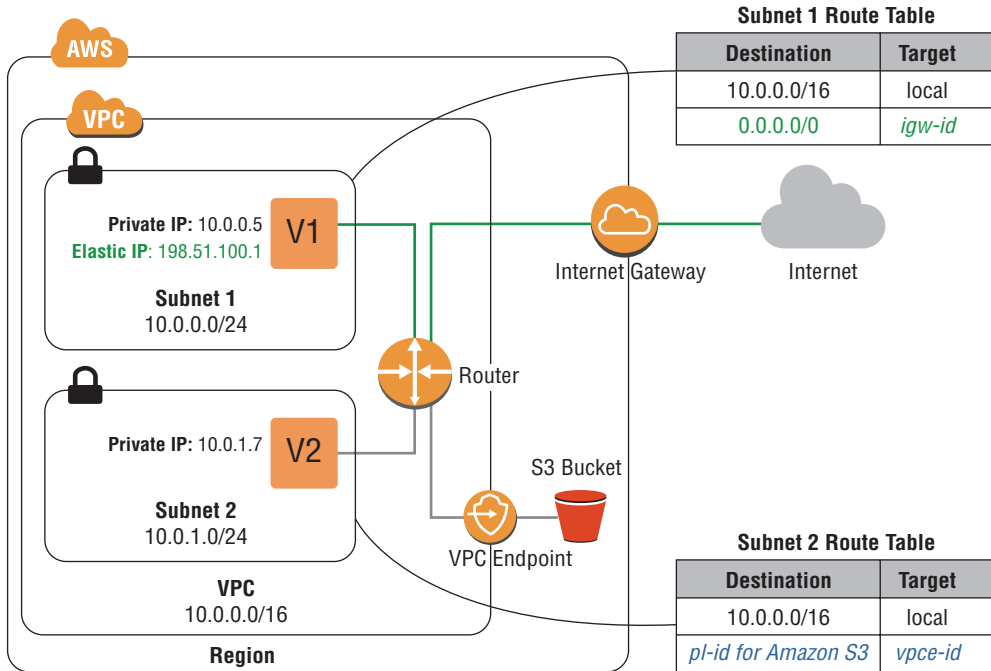 Subnet 1 Route Table
Destination Target
10.0.0.0/16 local
0.0.0.0/0 igw-id
AWS
VPC
Private IP: 10.0.0.5
Elastic IP: 198.51.100.1
V1
Subnet 1
10.0.0.0/24
Internet Gateway
Internet
Router
Private IP: 10.0.1.7
V2
Subnet 2
10.0.1.0/24
S3 Bucket
VPC Endpoint
VPC
10.0.0.0/16
Region
Subnet 2 Route Table
Destination Target
10.0.0.0/16 local
pl-id for Amazon S3 vpce-id